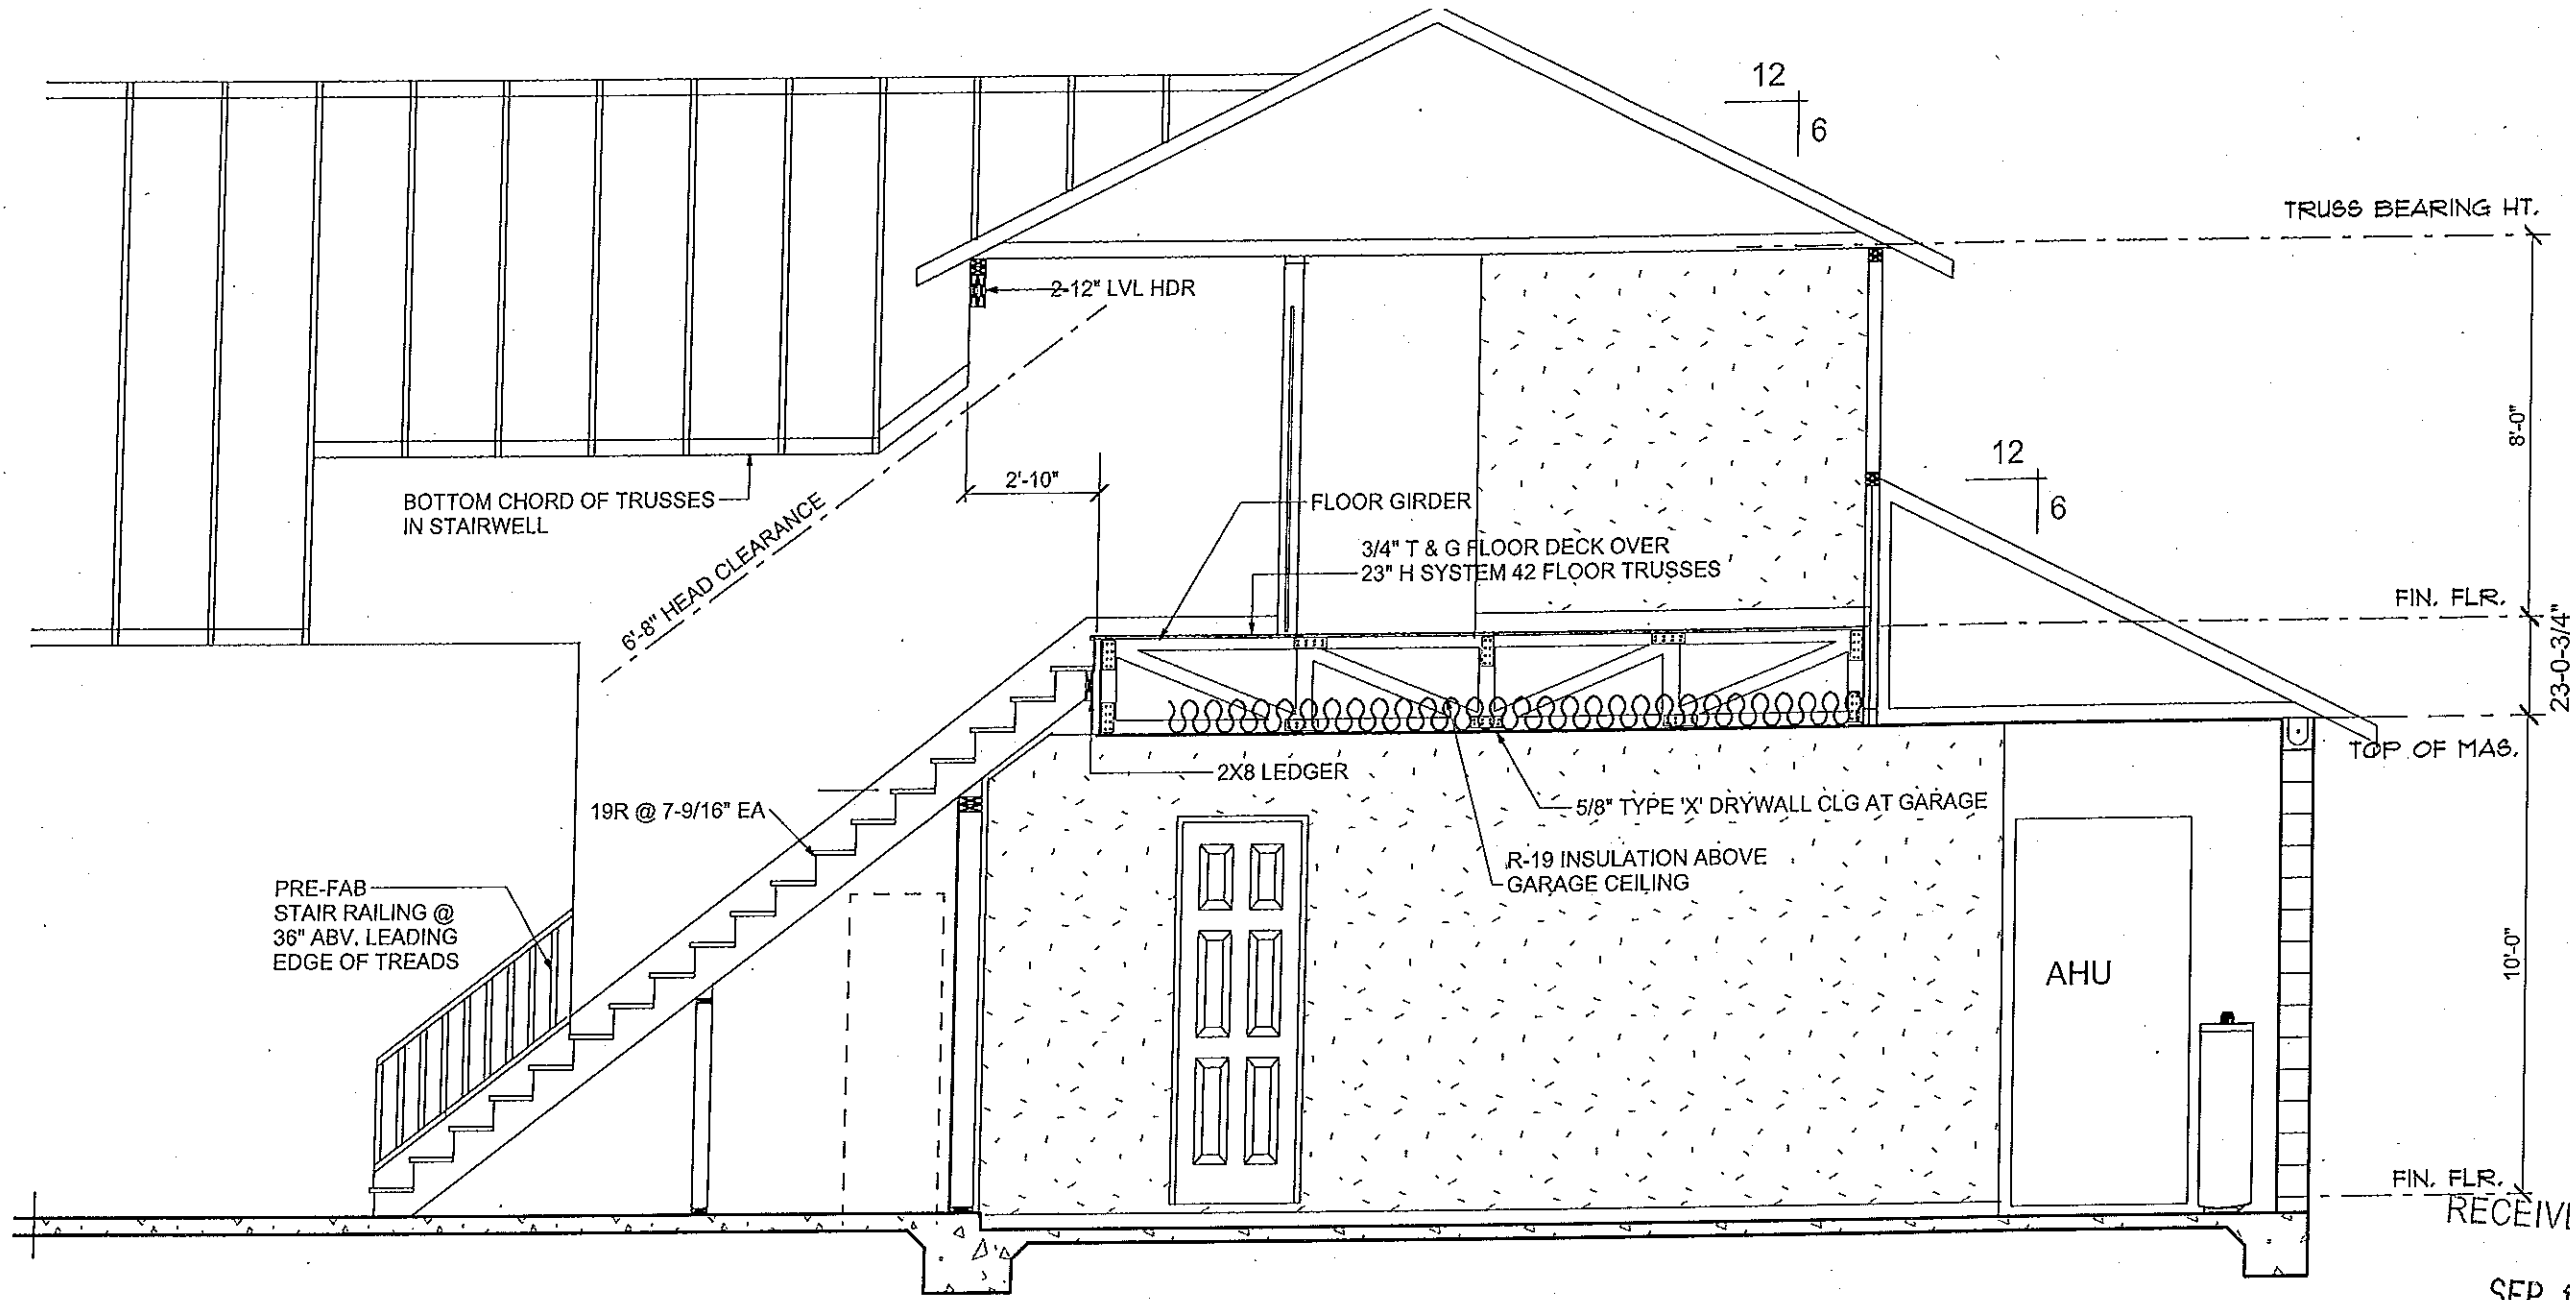 12
6
TRUSS BEARING HT.
2-12" LVL HDR
8'-0"
12
6
2'-10"
BOTTOM CHORD OF TRUSSES
IN STAIRWELL
FLOOR GIRDER
6'-8" HEAD CLEARANCE
3/4" T & G FLOOR DECK OVER
23" H SYSTEM 42 FLOOR TRUSSES
FIN. FLR.
23-0-3/4"
TOP OF MAS.
2X8 LEDGER
19R @ 7-9/16" EA
5/8" TYPE 'X' DRYWALL CLG AT GARAGE
R-19 INSULATION ABOVE
GARAGE CEILING
PRE-FAB
STAIR RAILING @
36" ABV. LEADING
EDGE OF TREADS
10'-0"
AHU
FIN. FLR.
RECEIV
SEP